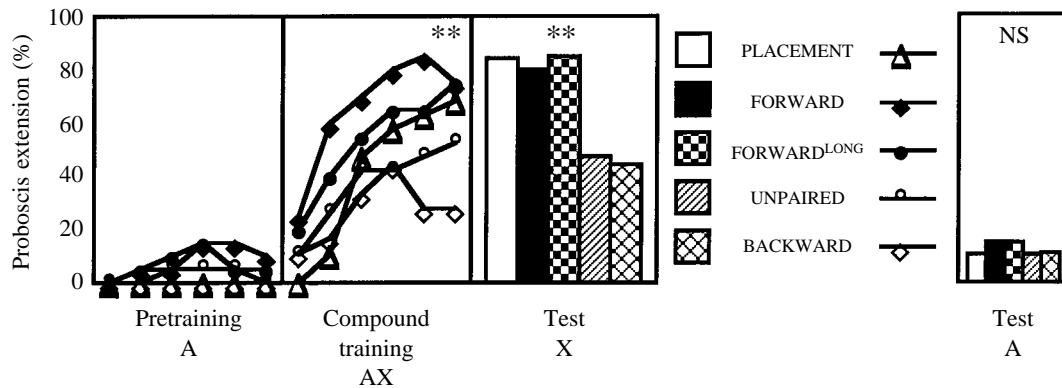 Proboscis extension (%)
100
80
60
40
20
0
**
**
Pretraining
A
Compound
training
AX
Test
X
PLACEMENT
FORWARD
FORWARDLONG
UNPAIRED
BACKWARD
NS
Test
A